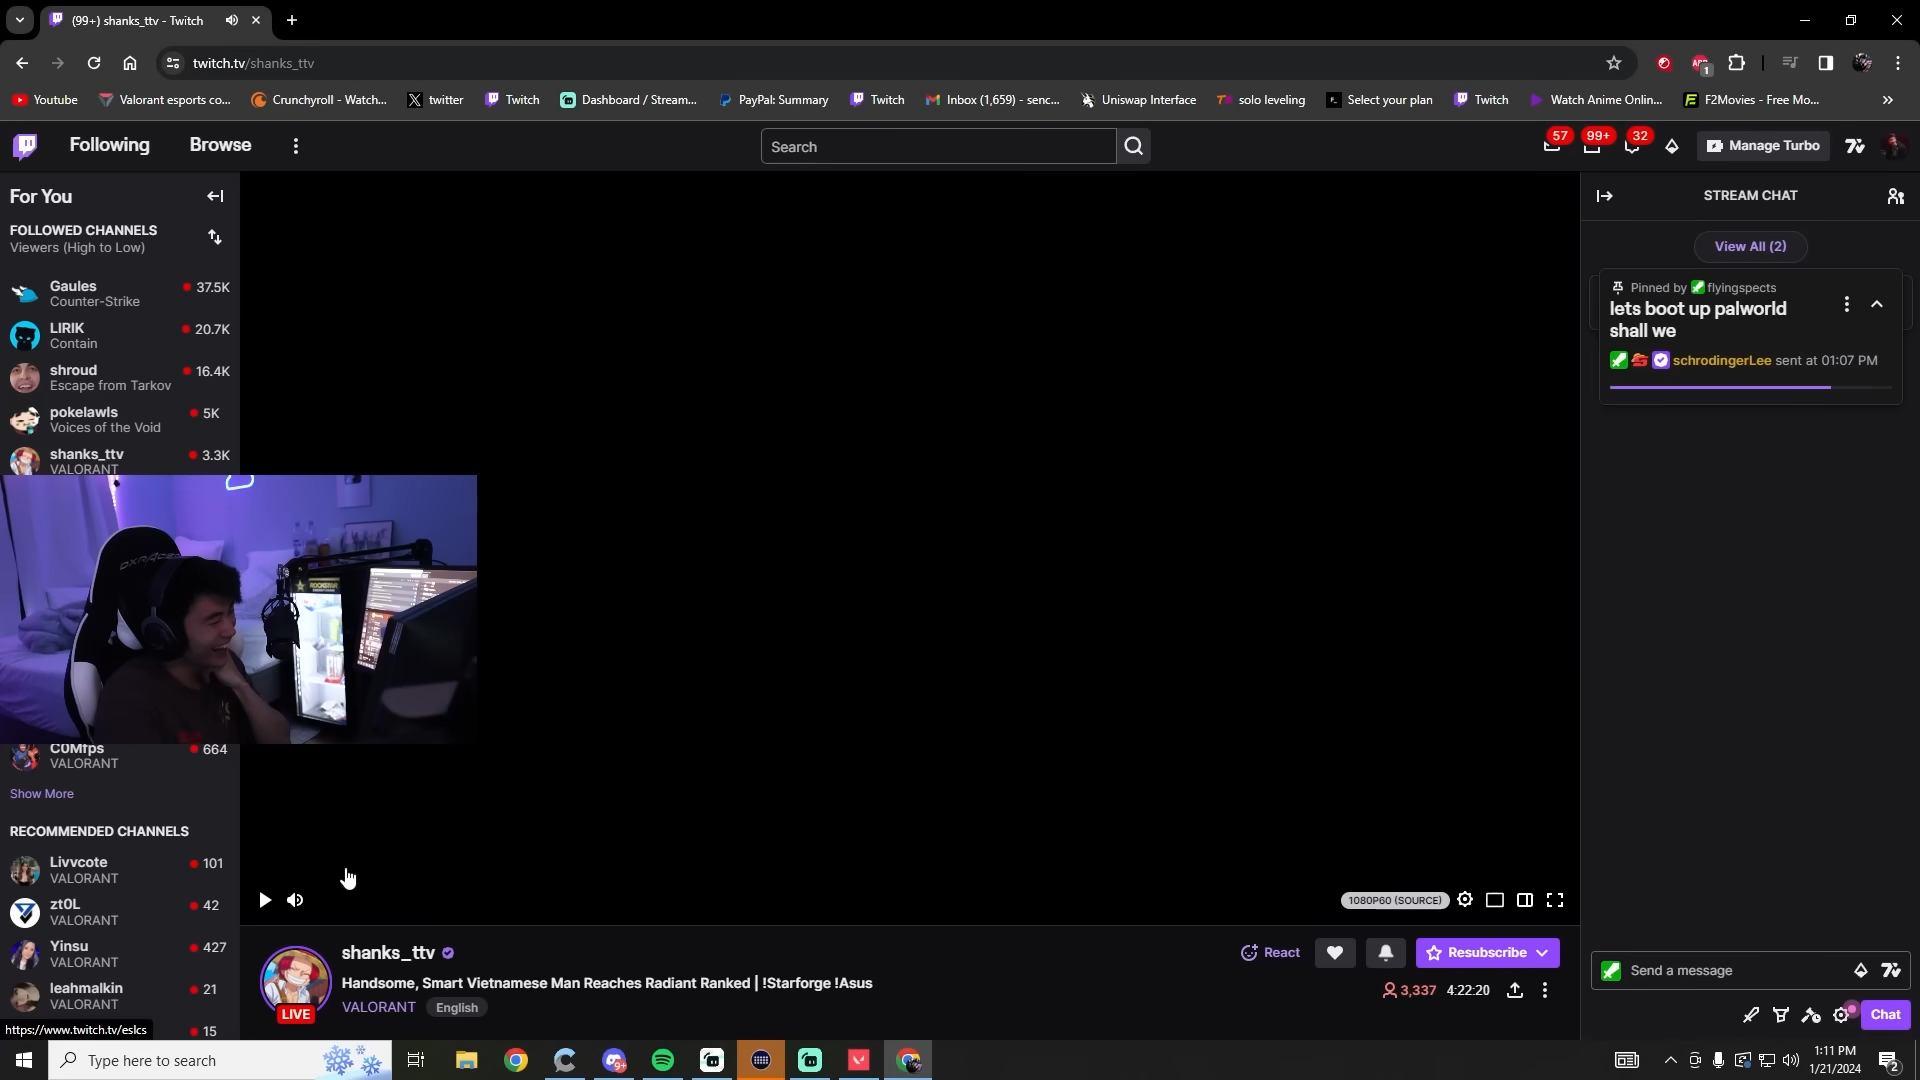 (99+) shanks_ttv - Twitch
twitch.tv/shanks_ttv
1
Youtube
Valorant esports co...
Crunchyroll - Watch...
twitter
Twitch
Dashboard / Stream...
PayPal: Summary
Twitch
Inbox (1,659) - senc...
Uniswap Interface
solo leveling
Select your plan
Twitch
Watch Anime Onlin...
F2Movies - Free Mo...
Following
Browse
Search
57
99+
32
Manage Turbo
For You
FOLLOWED CHANNELS
Viewers (High to Low)
Gaules
37.5K
Counter-Strike
LIRIK
20.7K
Contain
shroud
16.4K
Escape from Tarkov
pokelawls
5K
Voices of the Void
shanks_ttv
3.3K
VALORANT
DXRACER
ROCKSTAR
C0Mfps
664
VALORANT
Show More
RECOMMENDED CHANNELS
Livvcote
101
VALORANT
zt0L
42
VALORANT
Yinsu
427
VALORANT
leahmalkin
21
VALORANT
15
https://www.twitch.tv/eslcs
1080P60 (SOURCE)
shanks_ttv
Handsome, Smart Vietnamese Man Reaches Radiant Ranked | !Starforge !Asus
VALORANT
English
LIVE
React
Resubscribe
3,337
4:22:20
STREAM CHAT
View All (2)
Pinned by flyingspects
lets boot up palworld
shall we
schrodingerLee sent at 01:07 PM
Send a message
Chat
Type here to search
9+
1:11 PM
1/21/2024
2